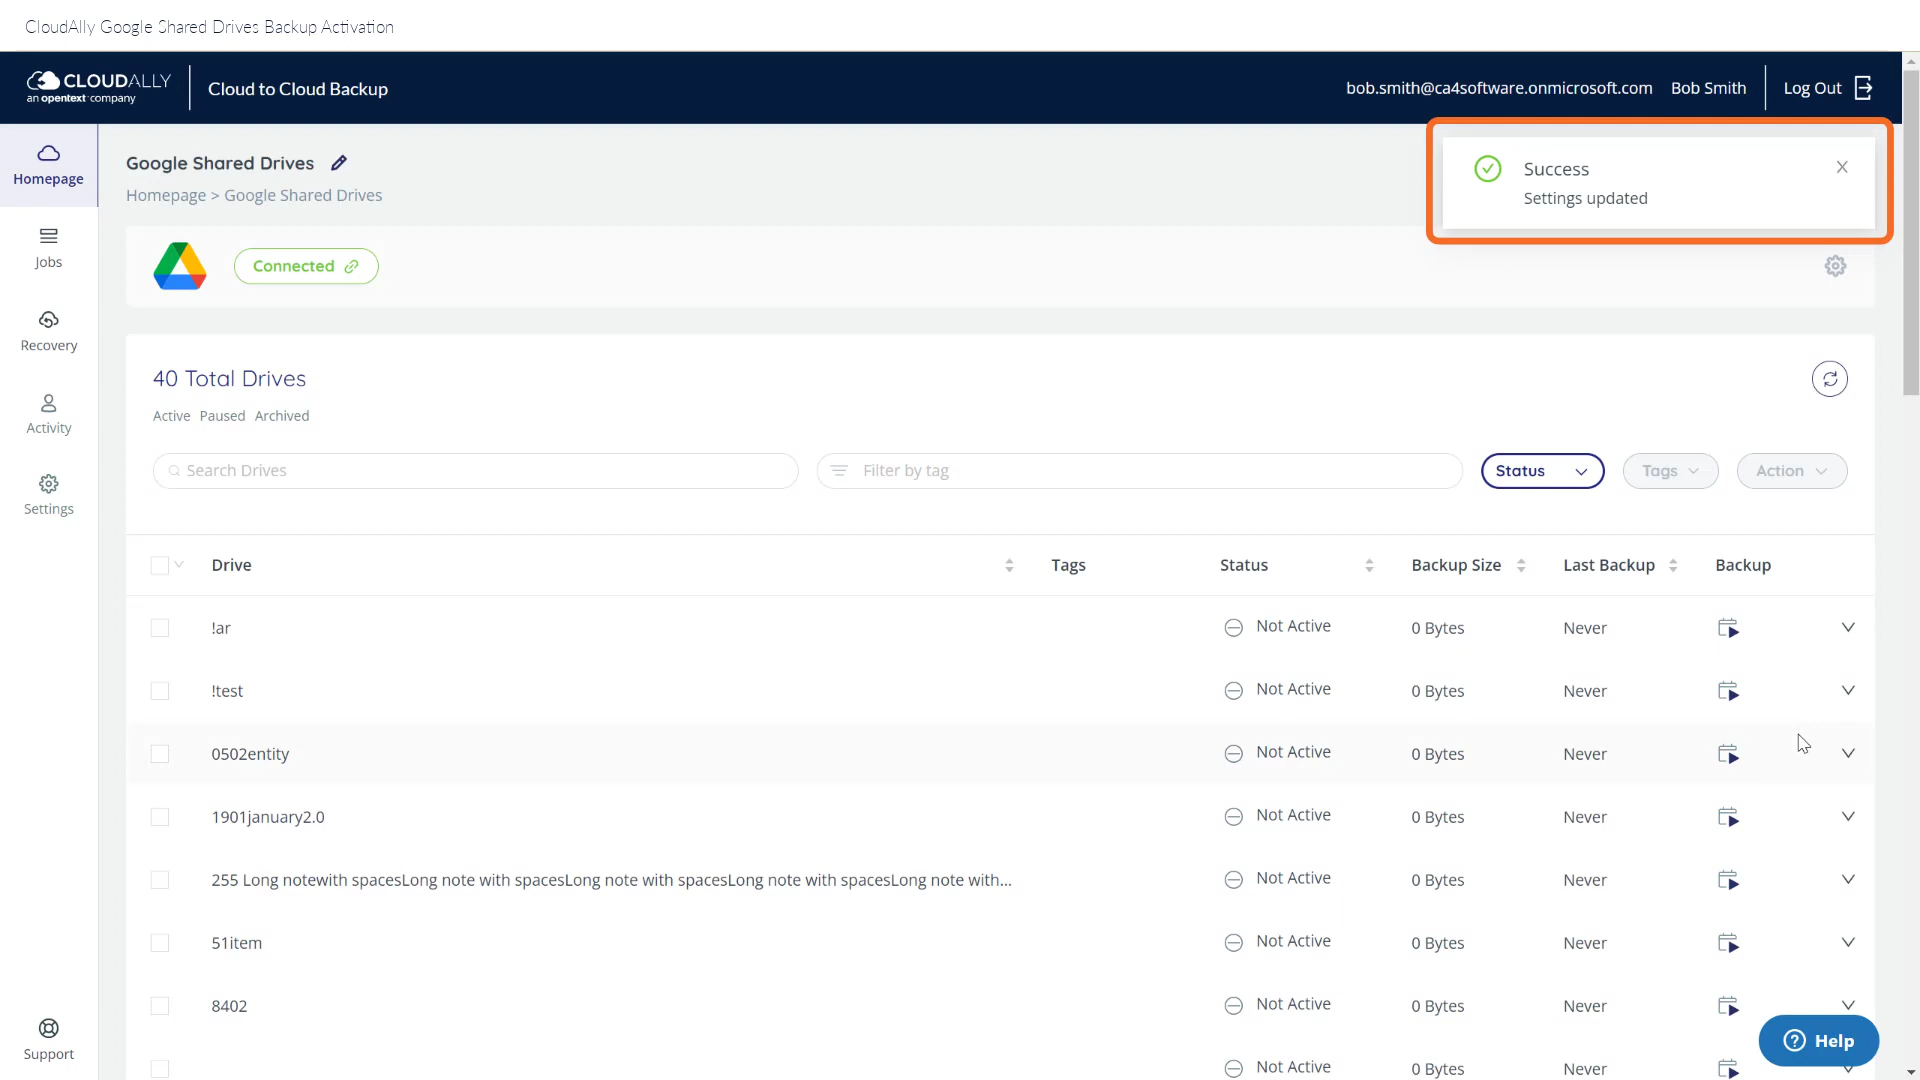 CloudAlly Google Shared Drives Backup Activation
CLOUDALLY
an opentext company
Cloud to Cloud Backup
bob.smith@ca4software.onmicrosoft.com Bob Smith Log Out
Homepage
Jobs
Recovery
Activity
Settings
Support
Google Shared Drives
Homepage > Google Shared Drives
Success
Settings updated
Connected
40 Total Drives
Active Paused Archived
Search Drives Filter by tag Status Tags Action
Drive Tags Status Backup Size Last Backup Backup
!ar Not Active 0 Bytes Never
!test Not Active 0 Bytes Never
0502entity Not Active 0 Bytes Never
1901january2.0 Not Active 0 Bytes Never
255 Long notewith spacesLong note with spacesLong note with spacesLong note with spacesLong note with... Not Active 0 Bytes Never
51item Not Active 0 Bytes Never
8402 Not Active 0 Bytes Never
Not Active 0 Bytes Never
? Help